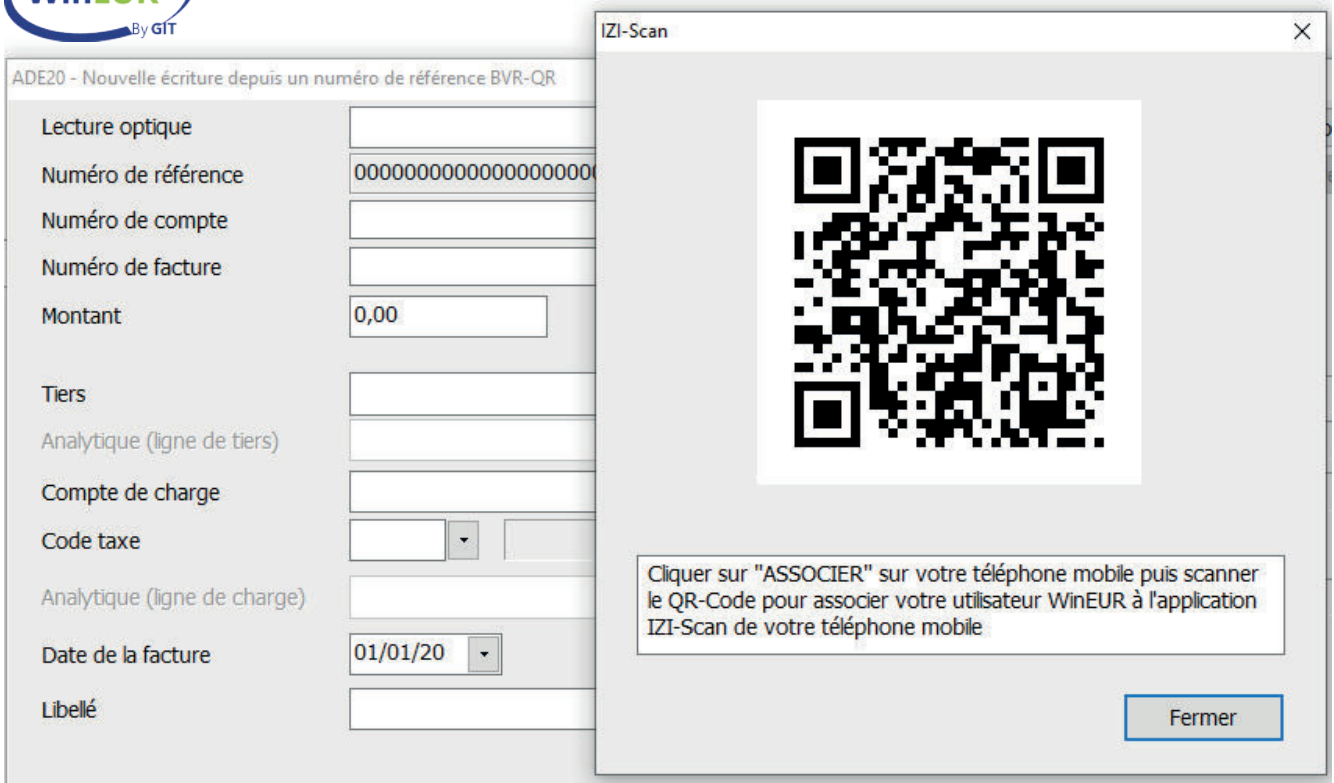 WinEUR
By GIT
IZI-Scan
ADE20 - Nouvelle écriture depuis un numéro de référence BVR-QR
Lecture optique
Numéro de référence
Numéro de compte
Numéro de facture
Montant
0,00
Tiers
Analytique (ligne de tiers)
Compte de charge
Code taxe
Analytique (ligne de charge)
Date de la facture
01/01/20
Libellé
Cliquer sur "ASSOCIER" sur votre téléphone mobile puis scanner
le QR-Code pour associer votre utilisateur WinEUR à l'application
IZI-Scan de votre téléphone mobile
Fermer